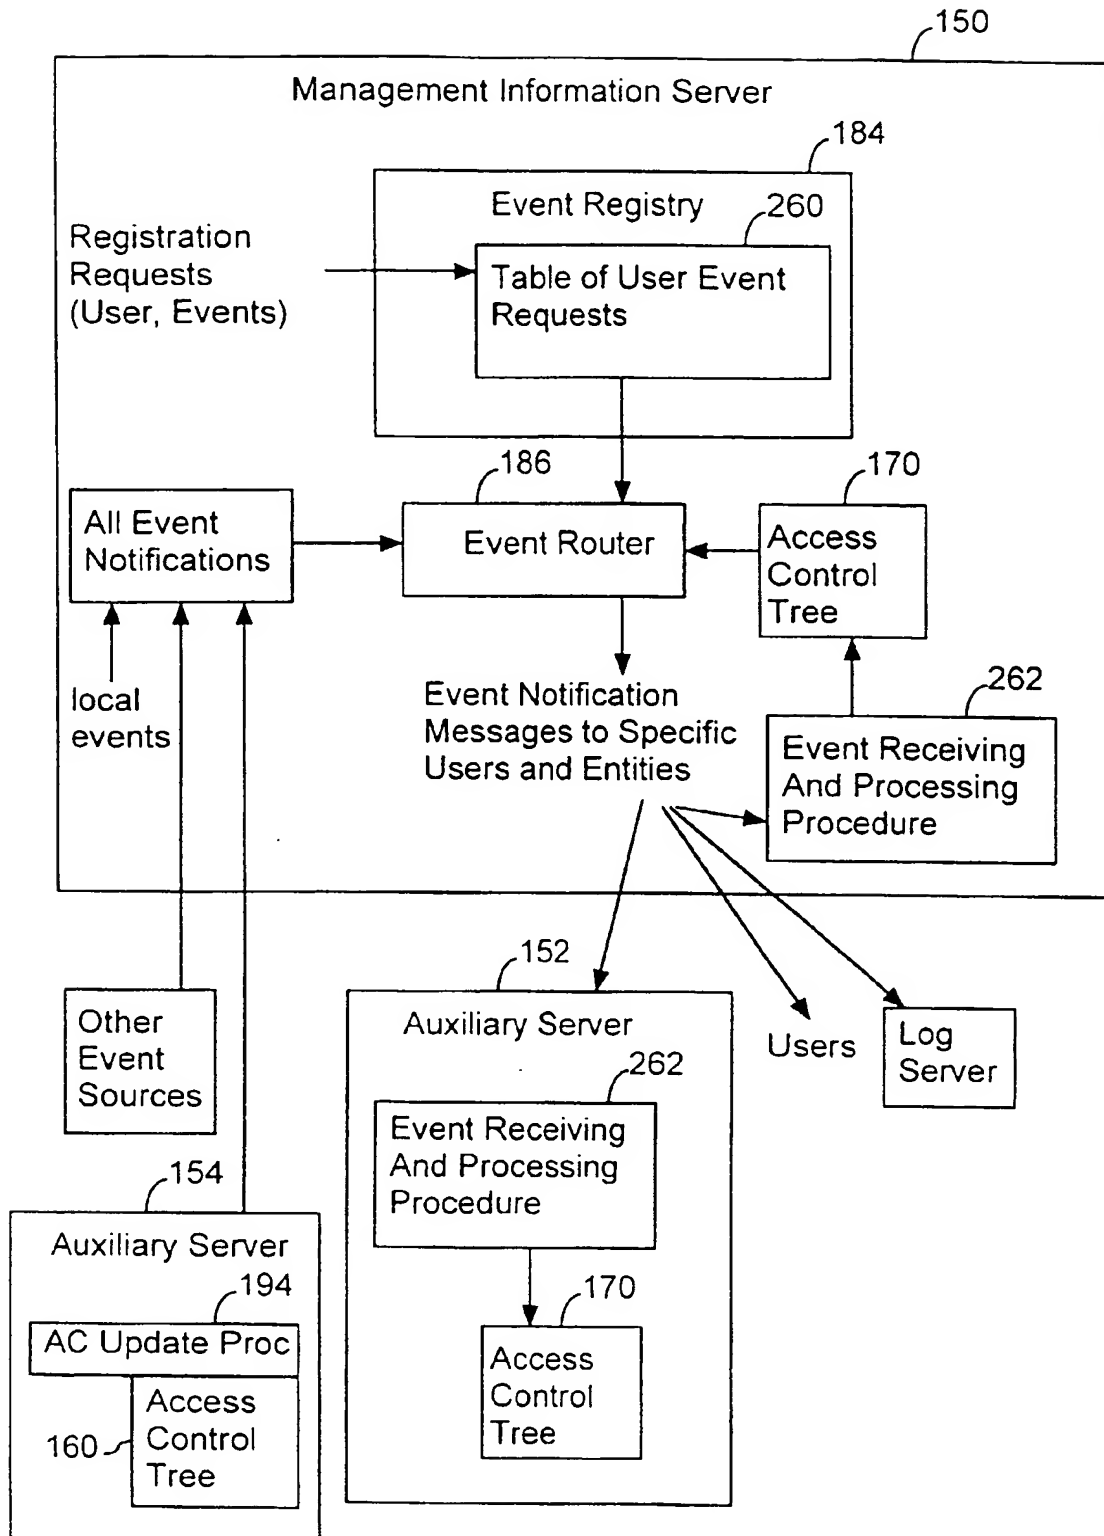 150
Management Information Server
184
Event Registry
260
Registration
Requests
(User, Events)
Table of User Event
Requests
186
170
All Event
Notifications
Event Router
Access
Control
Tree
local
events
Event Notification
Messages to Specific
Users and Entities
262
Event Receiving
And Processing
Procedure
152
Other
Event
Sources
Auxiliary Server
Users
Log
Server
262
Event Receiving
And Processing
Procedure
154
Auxiliary Server
194
170
AC Update Proc
Access
Control
Tree
160
Access
Control
Tree